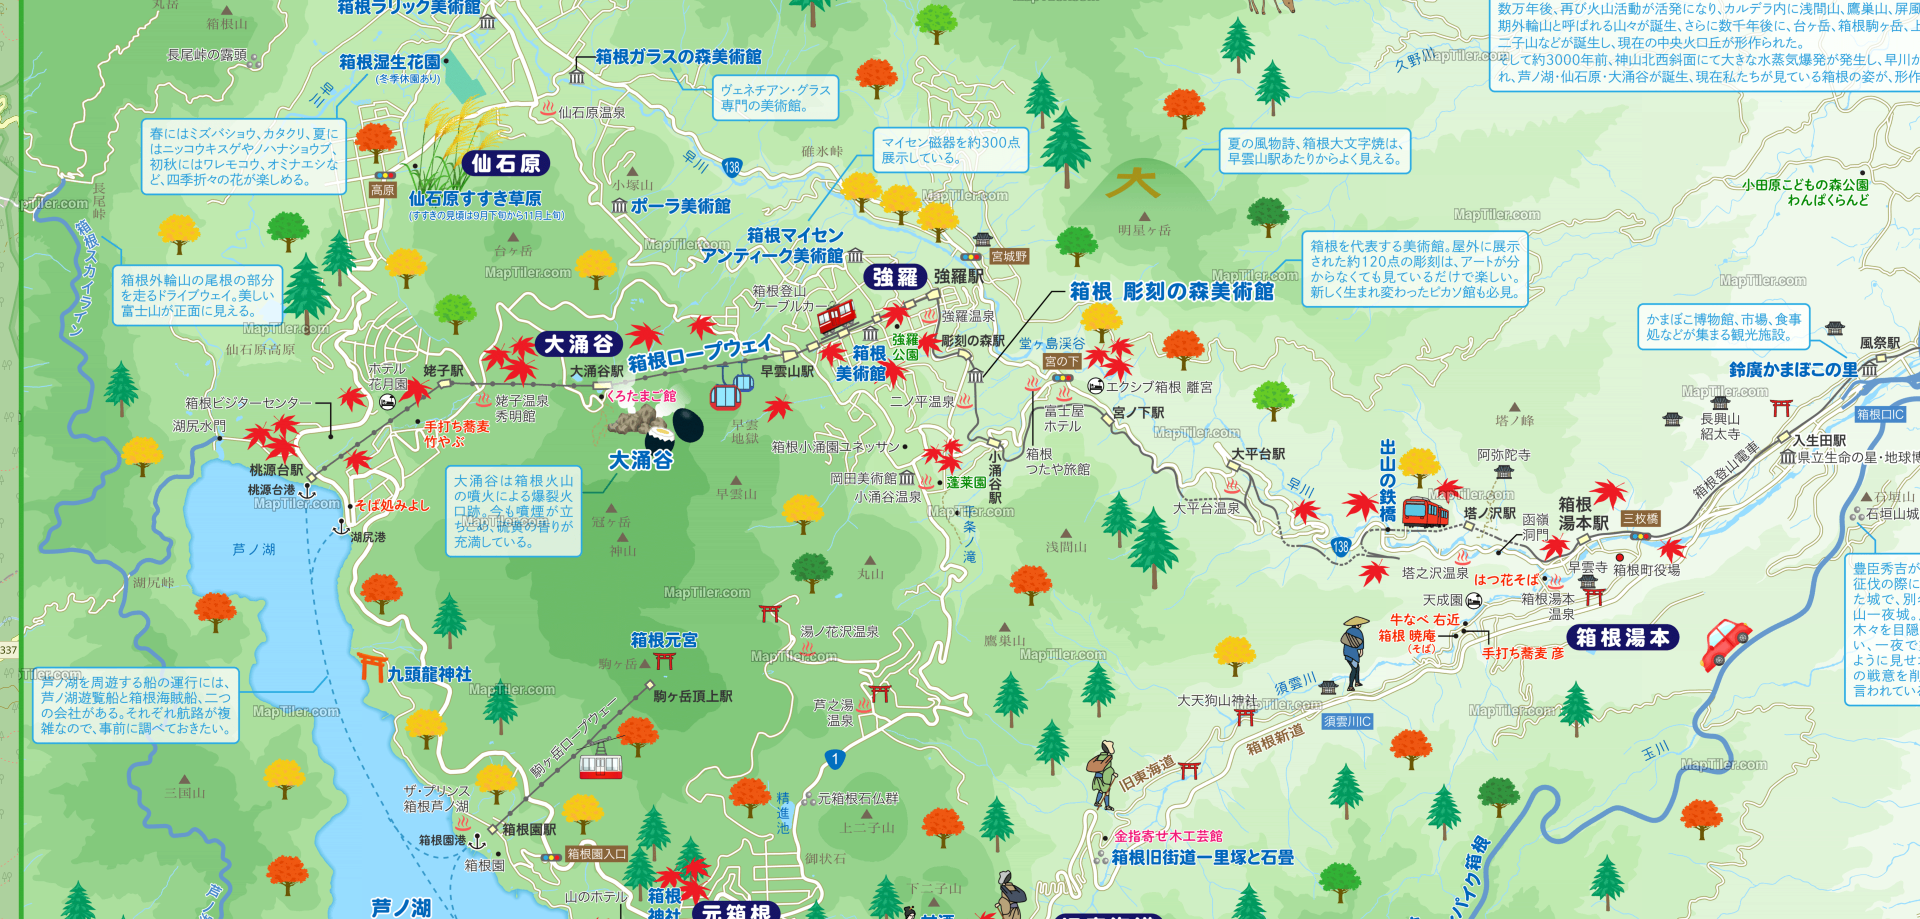 箱根ラリック美術館
丸岳
箱根山
長尾峠の露頭
箱根湿生花園
(冬季休園あり)
早川
箱根ガラスの森美術館
ヴェネチアン・グラス
専門の美術館。
仙石原温泉
数万年後、再び火山活動が活発になり、カルデラ内に浅間山、鷹巣山、屏風
期外輪山と呼ばれる山々が誕生、さらに数千年後に、台ヶ岳、箱根駒ヶ岳、上
二子山などが誕生し、現在の中央火口丘が形作られた。
そして約3000年前、神山北西斜面にて大きな水蒸気爆発が発生し、早川が
れ、芦ノ湖・仙石原・大涌谷が誕生、現在私たちが見ている箱根の姿が、形作
久野川
MapTiler.com
春にはミズバショウ、カタクリ、夏に
はニッコウキスゲやノハナショウブ、
初秋にはワレモコウ、オミナエシな
ど、四季折々の花が楽しめる。
高原
仙石原
仙石原すすき草原
(すすきの見頃は9月下旬から11月上旬)
早川
138
碓氷峠
マイセン磁器を約300点
展示している。
夏の風物詩、箱根大文字焼は、
早雲山駅あたりからよく見える。
大
明星ヶ岳
小塚山
ポーラ美術館
MapTiler.com
小田原こどもの森公園
わんぱくらんど
MapTiler.com
MapTiler.com
長尾峠
箱根スカイライン
台ヶ岳
MapTiler.com
MapTiler.com
箱根マイセン
アンティーク美術館
宮城野
強羅
強羅駅
箱根を代表する美術館。屋外に展示
された約120点の彫刻は、アートが分
からなくても見ているだけで楽しい。
新しく生まれ変わったピカソ館も必見。
MapTiler.com
MapTiler.com
箱根外輪山の尾根の部分
を走るドライブウェイ。美しい
富士山が正面に見える。
MapTiler.com
仙石原高原
箱根登山
ケーブルカー
強羅温泉
箱根 彫刻の森美術館
かまぼこ博物館、市場、食事
処などが集まる観光施設。
風祭駅
鈴廣かまぼこの里
大涌谷
箱根ロープウェイ
強羅
公園
彫刻の森駅
堂ヶ島渓谷
宮の下
箱根
美術館
ホテル
花月園
姥子駅
大涌谷駅
早雲山駅
エクシブ箱根 離宮
MapTiler.com
箱根口IC
箱根ビジターセンター
姥子温泉
秀明館
くろたまご館
二ノ平温泉
富士屋
ホテル
宮ノ下駅
塔ノ峰
長興山
紹太寺
湖尻水門
手打ち蕎麦
竹やぶ
早雲
地獄
MapTiler.com
入生田駅
県立生命の星・地球博
箱根登山電車
箱根小涌園ユネッサン
小涌谷駅
箱根
つたや旅館
大平台駅
出山の鉄橋
阿弥陀寺
大涌谷
桃源台駅
桃源台港
MapTiler.com
大涌谷は箱根火山
の噴火による爆裂火
口跡。今も噴煙が立
ちこめ、硫黄の香りが
充満している。
MapTiler.com
岡田美術館
小涌谷温泉
蓬莱園
早雲山
早川
大平台温泉
MapTiler.com
塔ノ沢駅
函嶺
洞門
箱根
湯本駅
三枚橋
石垣山
石垣山城
そば処みよし
湖尻港
冠ヶ岳
神山
千条ノ滝
MapTiler.com
浅間山
138
芦ノ湖
湖尻峠
丸山
塔之沢温泉
はつ花そば
早雲寺
箱根町役場
MapTiler.com
天成園
箱根湯本
温泉
豊臣秀吉が
征伐の際に
た城で、別名
山一夜城。
木々を目隠
い、一夜で
ように見せ
の戦意を削
言われている
湯ノ花沢温泉
鷹巣山
牛なべ 右近
箱根 暁庵
(そば)
手打ち蕎麦 彦
箱根湯本
箱根元宮
駒ヶ岳
MapTiler.com
MapTiler.com
337
芦ノ湖を周遊する船の運行には、
芦ノ湖遊覧船と箱根海賊船、二つ
の会社がある。それぞれ航路が複
雑なので、事前に調べておきたい。
MapTiler.com
九頭龍神社
MapTiler.com
駒ヶ岳頂上駅
芦之湯
温泉
須雲川
大天狗山神社
MapTiler.com
須雲川IC
MapTiler.com
箱根新道
駒ヶ岳ロープウェー
1
旧東海道
玉川
MapTiler.com
三国山
ザ・プリンス
箱根芦ノ湖
精進池
元箱根石仏群
上二子山
箱根園港
箱根園駅
箱根園
箱根園入口
御状石
金指寄せ木工芸館
箱根旧街道一里塚と石畳
山のホテル
下二子山
芦ノ湖
箱根
神社
元箱根